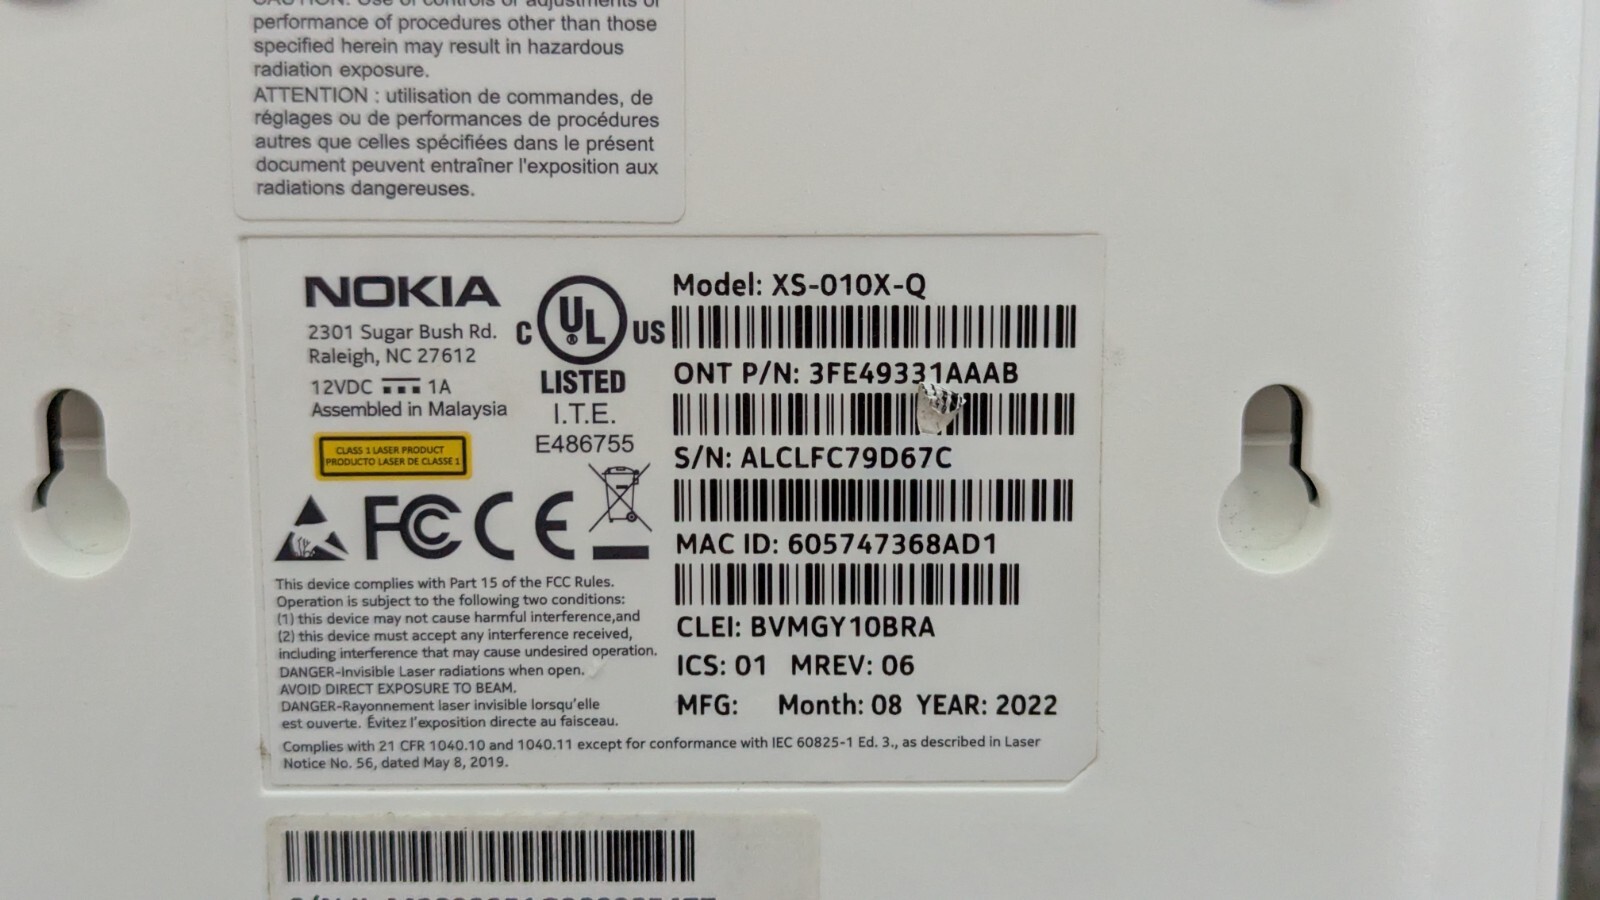 CAUTION: Use of controls or adjustments or
performance of procedures other than those
specified herein may result in hazardous
radiation exposure.
ATTENTION : utilisation de commandes, de
réglages ou de performances de procédures
autres que celles spécifiées dans le présent
document peuvent entraîner l'exposition aux
radiations dangereuses.
NOKIA
2301 Sugar Bush Rd.
Raleigh, NC 27612
12VDC 1A
Assembled in Malaysia
CLASS 1 LASER PRODUCT
PRODUCTO LASER DE CLASE 1
C UL ® US
LISTED
I.T.E.
E486755
FC CE
This device complies with Part 15 of the FCC Rules.
Operation is subject to the following two conditions:
(1) this device may not cause harmful interference,and
(2) this device must accept any interference received,
including interference that may cause undesired operation.
DANGER-Invisible Laser radiations when open.
AVOID DIRECT EXPOSURE TO BEAM.
DANGER-Rayonnement laser invisible lorsqu'elle
est ouverte. Évitez l'exposition directe au faisceau.
Model: XS-010X-Q
ONT P/N: 3FE49331AAAB
S/N: ALCLFC79D67C
MAC ID: 605747368AD1
CLEI: BVMGY10BRA
ICS: 01 MREV: 06
MFG: Month: 08 YEAR: 2022
Complies with 21 CFR 1040.10 and 1040.11 except for conformance with IEC 60825-1 Ed. 3., as described in Laser
Notice No. 56, dated May 8, 2019.